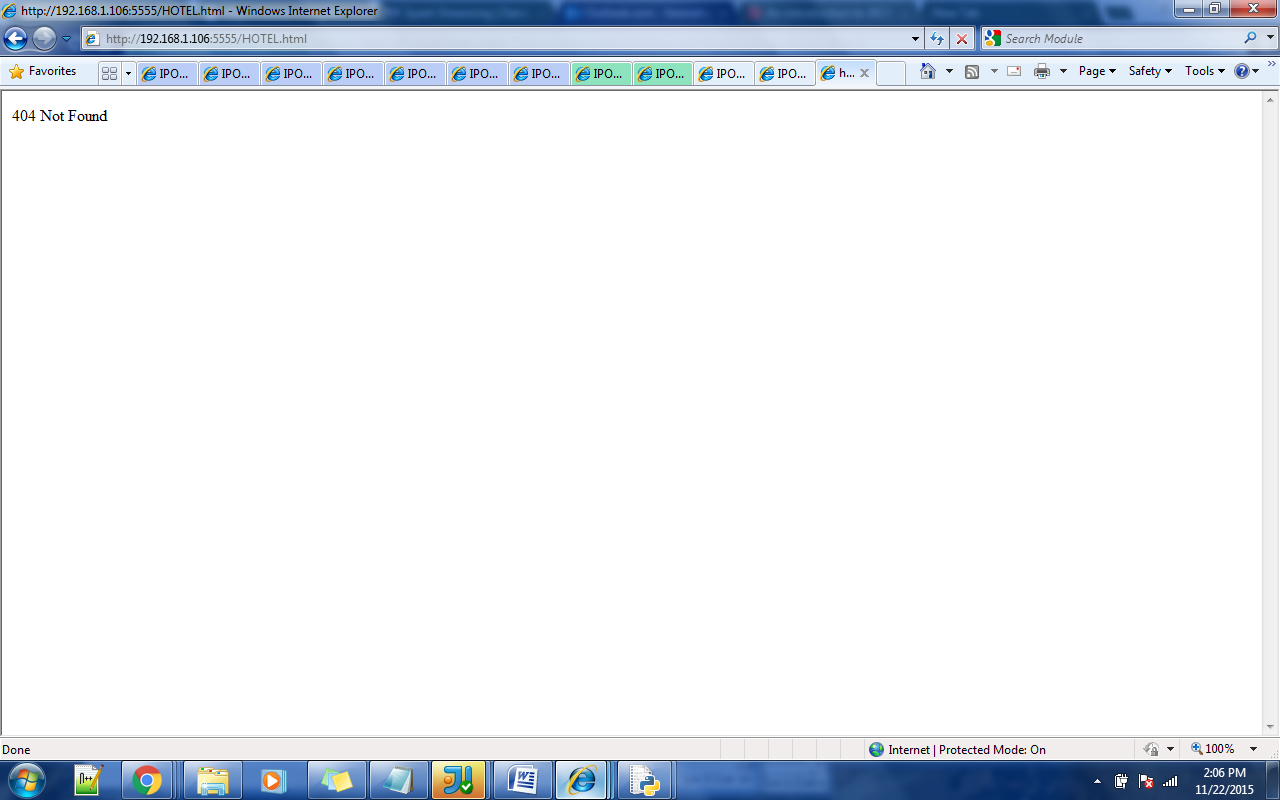 http://192.168.1.106:5555/HOTEL.html - Windows Internet Explorer
http://192.168.1.106:5555/HOTEL.html
Search Module
Favorites
IPO...
IPO...
IPO...
IPO...
IPO...
IPO...
IPO...
IPO...
IPO...
IPO...
IPO...
h...
Page
Safety
Tools
404 Not Found
Done
Internet | Protected Mode: On
100%
2:06 PM
11/22/2015